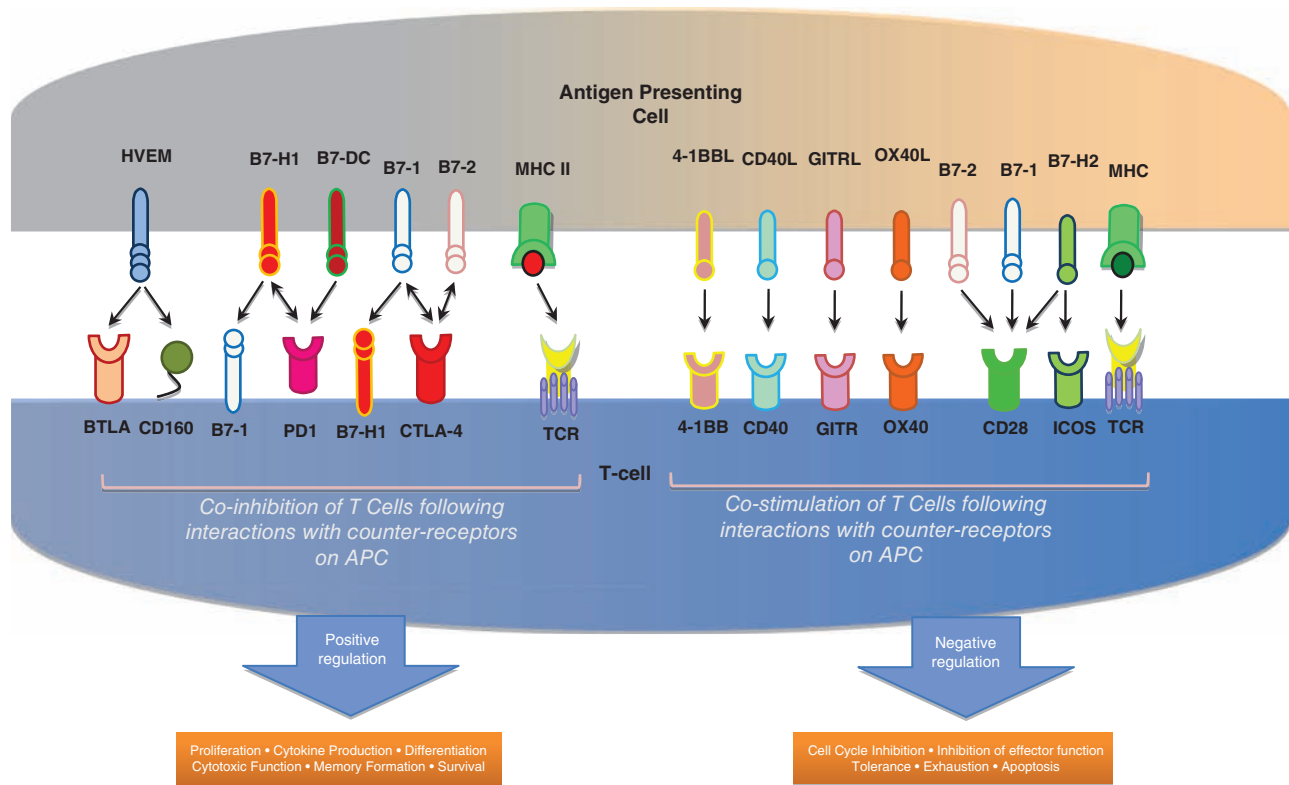 Antigen Presenting
Cell
HVEM
B7-H1
B7-DC
B7-1
B7-2
MHC II
4-1BBL
CD40L
GITRL
OX40L
B7-2
B7-1
B7-H2
MHC
BTLA
CD160
B7-1
PD1
B7-H1
CTLA-4
TCR
4-1BB
CD40
GITR
OX40
CD28
ICOS
TCR
T-cell
Co-inhibition of T Cells following
interactions with counter-receptors
on APC
Co-stimulation of T Cells following
interactions with counter-receptors
on APC
Positive
regulation
Negative
regulation
Proliferation • Cytokine Production • Differentiation
Cytotoxic Function • Memory Formation • Survival
Cell Cycle Inhibition • Inhibition of effector function
Tolerance • Exhaustion • Apoptosis